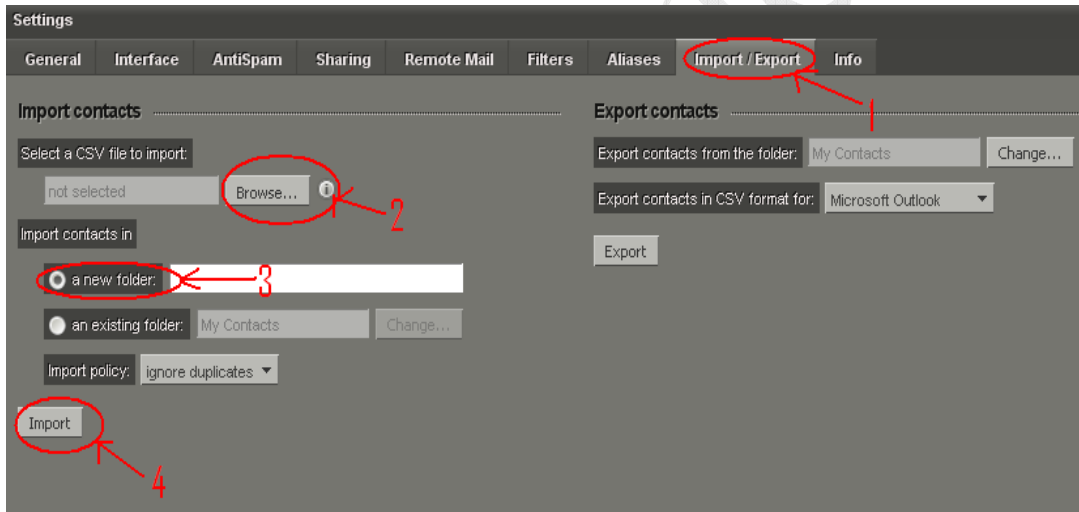 Settings
General Interface AntiSpam Sharing Remote Mail Filters Aliases Import / Export Info
1
Import contacts
Select a CSV file to import:
not selected Browse...
2
Import contacts in
a new folder:
3
an existing folder: My Contacts Change...
Import policy: ignore duplicates
Import
4
Export contacts
Export contacts from the folder: My Contacts Change...
Export contacts in CSV format for: Microsoft Outlook
Export